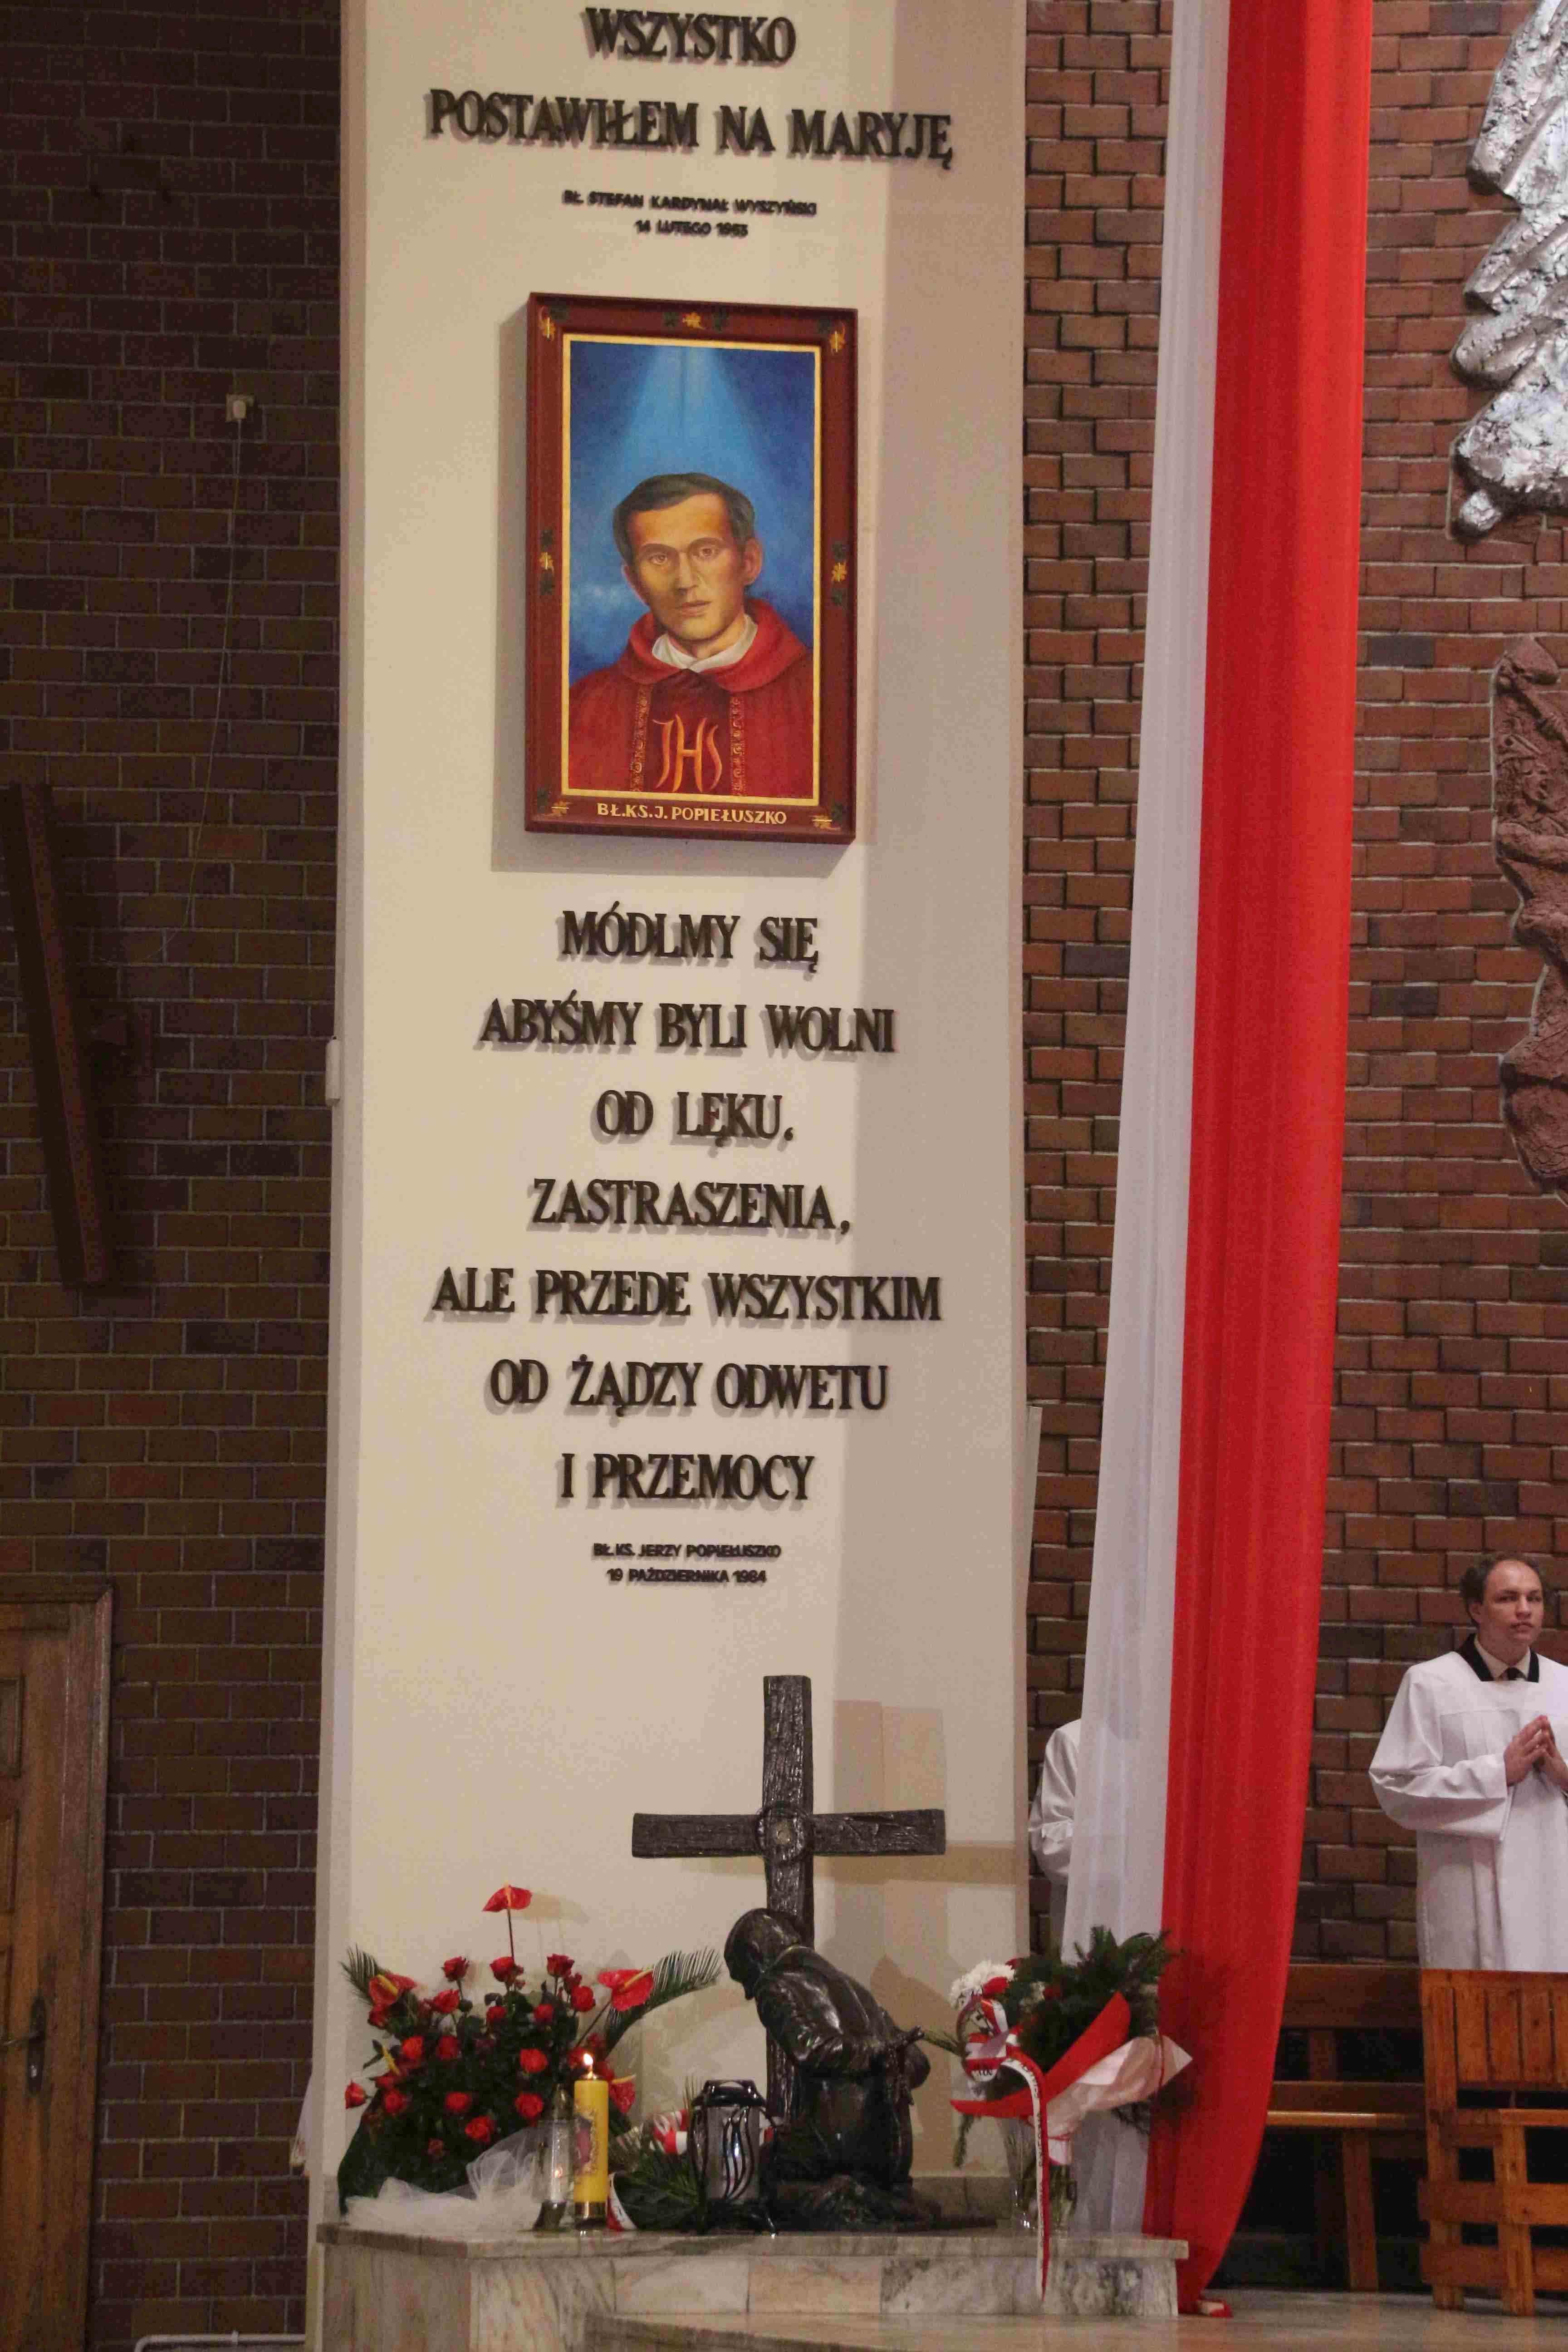 WSZYSTKO
POSTAWIŁEM NA MARYJĘ
BŁ. STEFAN KARDYNAŁ WYSZYŃSKI
14 LUTEGO 1953
IHS
BŁ.KS.J. POPIEŁUSZKO
MÓDLMY SIĘ
ABYŚMY BYLI WOLNI
OD LĘKU,
ZASTRASZENIA,
ALE PRZEDE WSZYSTKIM
OD ŻĄDZY ODWETU
I PRZEMOCY
BŁ.KS. JERZY POPIEŁUSZKO
19 PAŹDZIERNIKA 1984